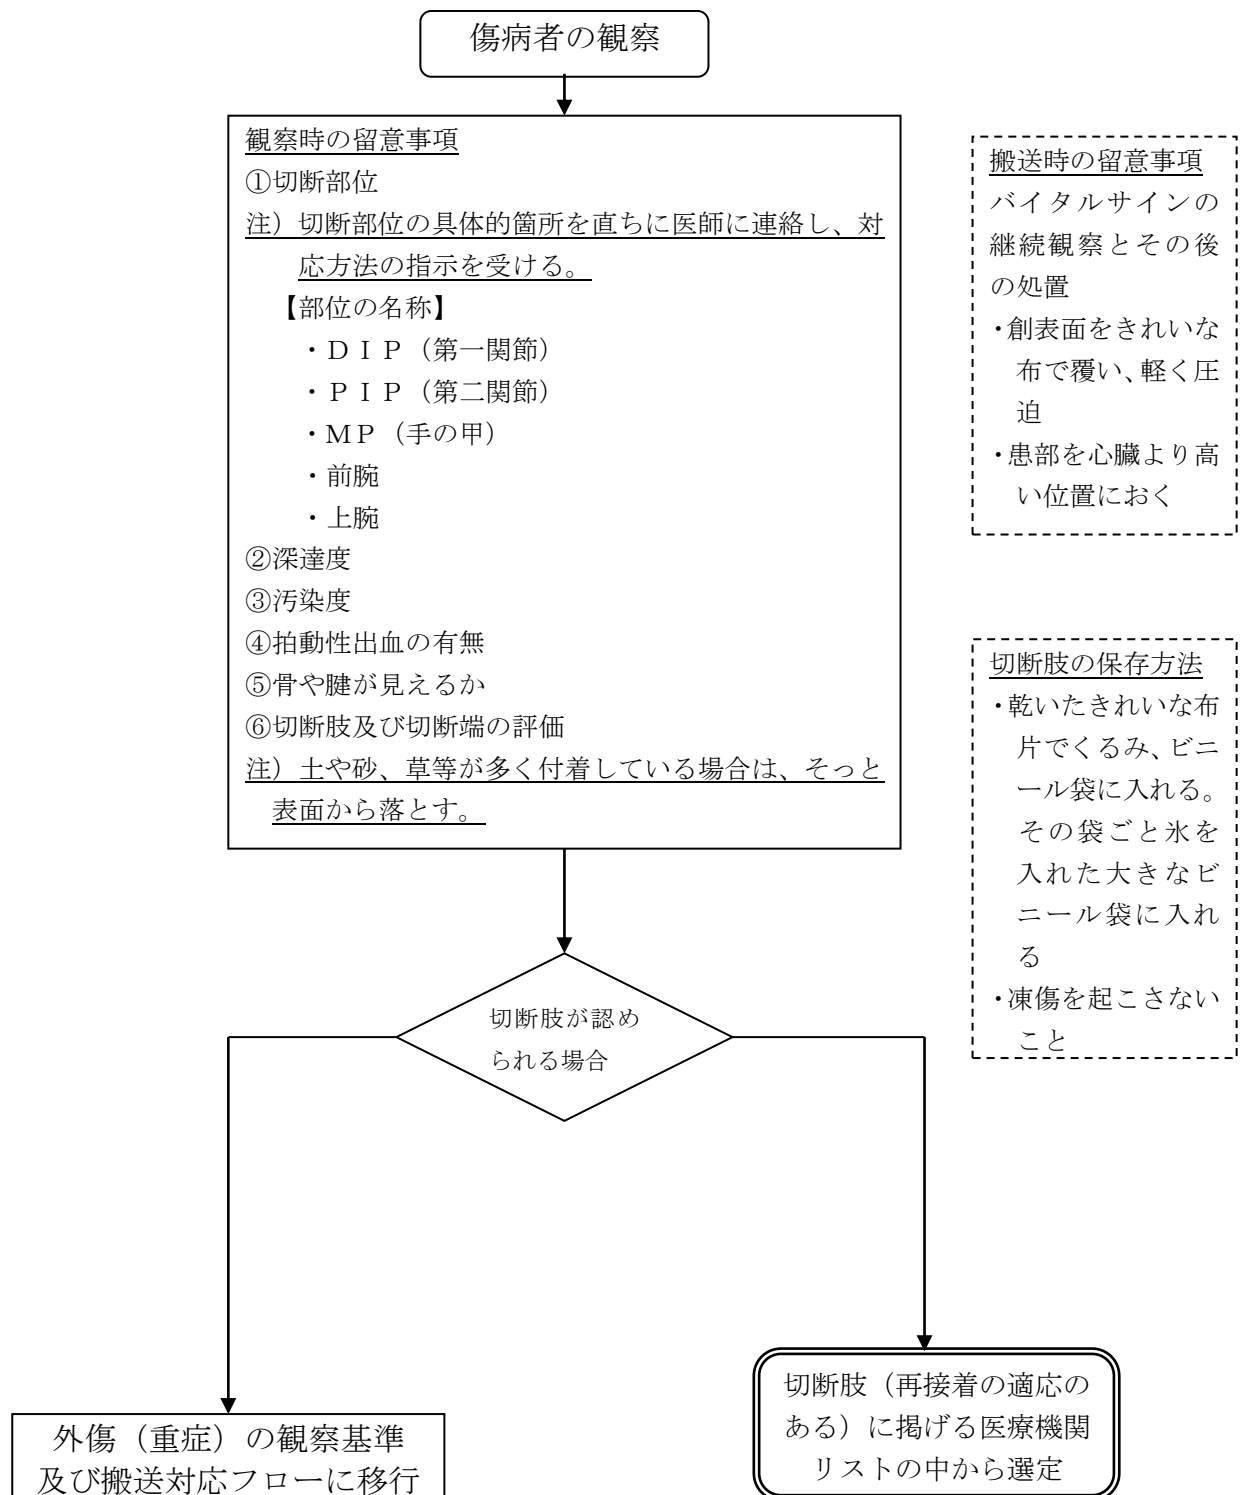 傷病者の観察
観察時の留意事項
①切断部位
注）切断部位の具体的箇所を直ちに医師に連絡し、対
応方法の指示を受ける。
【部位の名称】
・ＤＩＰ（第一関節）
・ＰＩＰ（第二関節）
・ＭＰ（手の甲）
・前腕
・上腕
②深達度
③汚染度
④拍動性出血の有無
⑤骨や腱が見えるか
⑥切断肢及び切断端の評価
注）土や砂、草等が多く付着している場合は、そっと
表面から落とす。
搬送時の留意事項
バイタルサインの
継続観察とその後
の処置
・創表面をきれいな
布で覆い、軽く圧
迫
・患部を心臓より高
い位置におく
切断肢の保存方法
・乾いたきれいな布
片でくるみ、ビニ
ール袋に入れる。
その袋ごと氷を
入れた大きなビ
ニール袋に入れ
る
・凍傷を起こさない
こと
切断肢が認め
られる場合
外傷（重症）の観察基準
及び搬送対応フローに移行
切断肢（再接着の適応の
ある）に掲げる医療機関
リストの中から選定